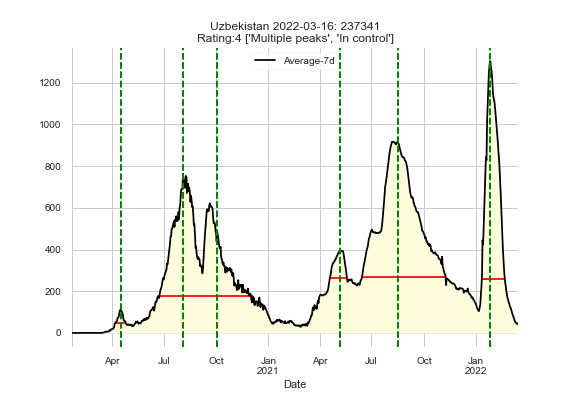 Uzbekistan 2022-03-16: 237341
Rating:4 ['Multiple peaks', 'In control']
Average-7d
1200
1000
800
600
400
200
0
Apr Jul Oct Jan Apr Jul Oct Jan
2021 2022
Date